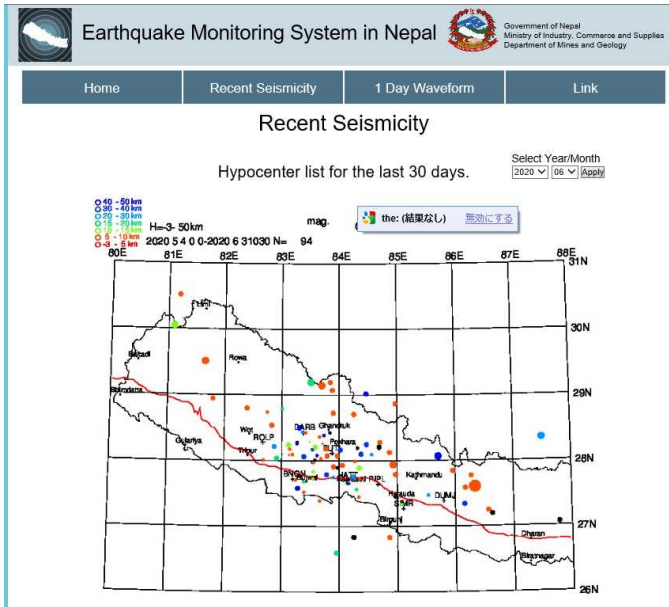 Earthquake Monitoring System in Nepal
Government of Nepal
Ministry of Industry, Commerce and Supplies
Department of Mines and Geology
Home
Recent Seismicity
1 Day Waveform
Link
Recent Seismicity
Hypocenter list for the last 30 days.
Select Year/Month
2020 06 Apply
40 - 50 km
30 - 40 km
20 - 30 km
15 - 20 km
10 - 15 km
5 - 10 km
-3 - 5 km
H=-3- 50km
mag.
the: (結果なし) 無効にする
2020 5 4 0 0-2020 6 31030 N= 94
80E 81E 82E 83E 84E 85E 86E 87E 88E
31N
30N
Rowa
29N
DARB Ghandruk
ROLP
Pokhara
Gulariya
Tulsipur
28N
Kathmandu
Hetauda
DUMJ
Birgunj
27N
Dharan
Biratnagar
26N